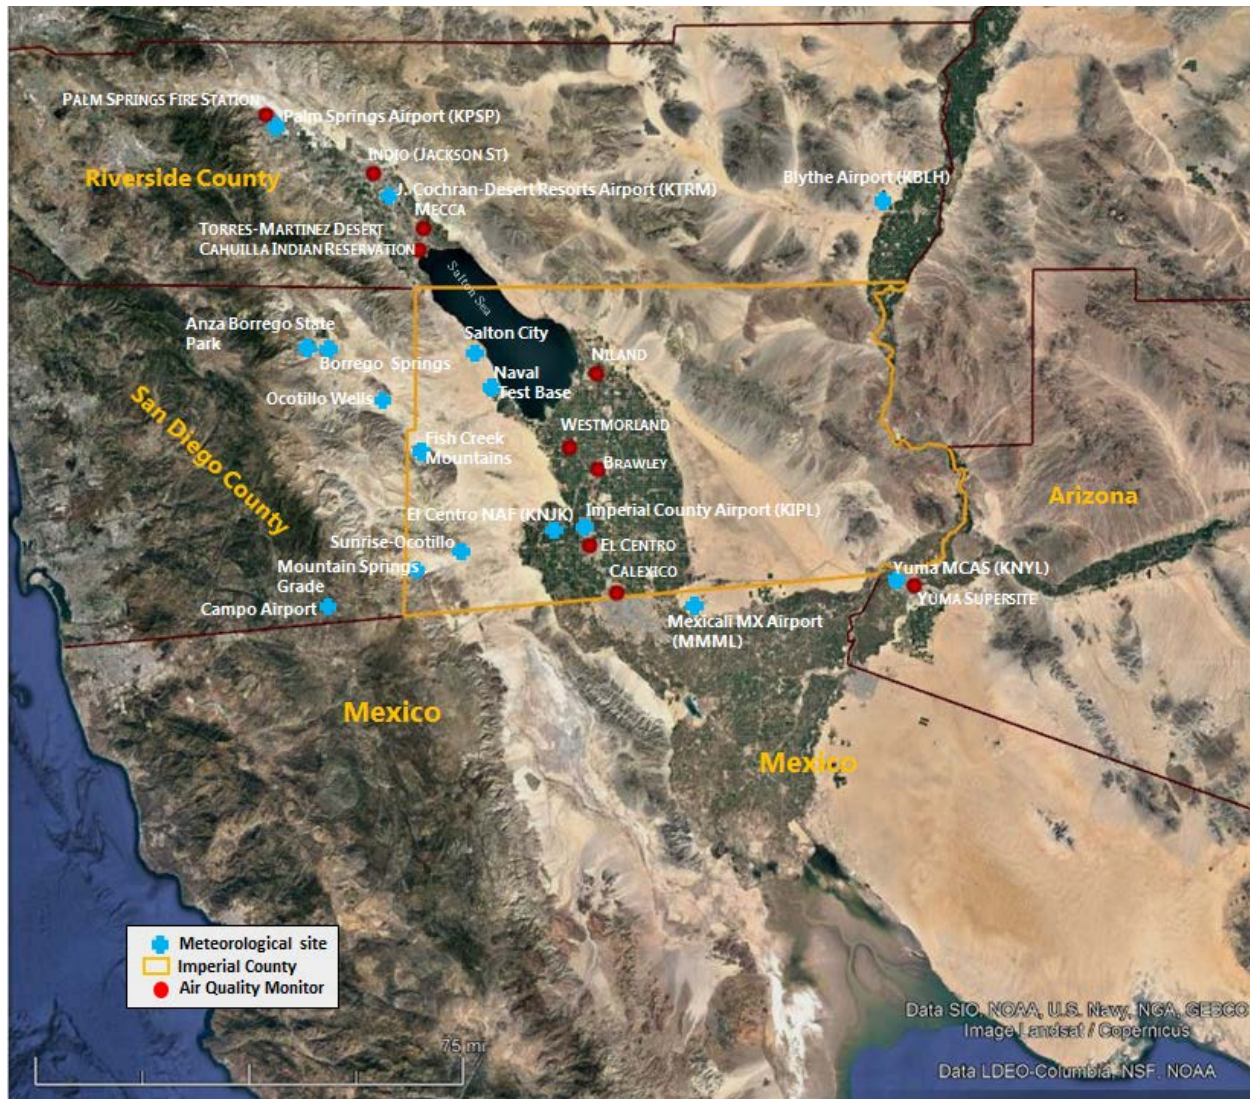 PALM SPRINGS FIRE STATION
Palm Springs Airport (KPSP)
INDIO (JACKSON ST)
Riverside County
J. Cochran-Desert Resorts Airport (KTRM)
Blythe Airport (KBLH)
MECCA
TORRES-MARTINEZ DESERT
CAHUILLA INDIAN RESERVATION
Salton Sea
Anza Borrego State
Park
Borrego Springs
Salton City
NILAND
Naval
Test Base
Ocotillo Wells
San Diego County
WESTMORLAND
Fish Creek
Mountains
BRAWLEY
Arizona
El Centro NAF (KNJK)
Imperial County Airport (KIPL)
Sunrise-Ocotillo
EL CENTRO
Mountain Springs
Grade
CALEXICO
Yuma MCAS (KNYL)
YUMA SUPERSITE
Campo Airport
Mexicali MX Airport
(MMML)
Mexico
Mexico
Meteorological site
Imperial County
Air Quality Monitor
75 mi
Data SIO, NOAA, U.S. Navy, NGA, GEBCO
Image Landsat / Copernicus
Data LDEO-Columbia, NSF, NOAA